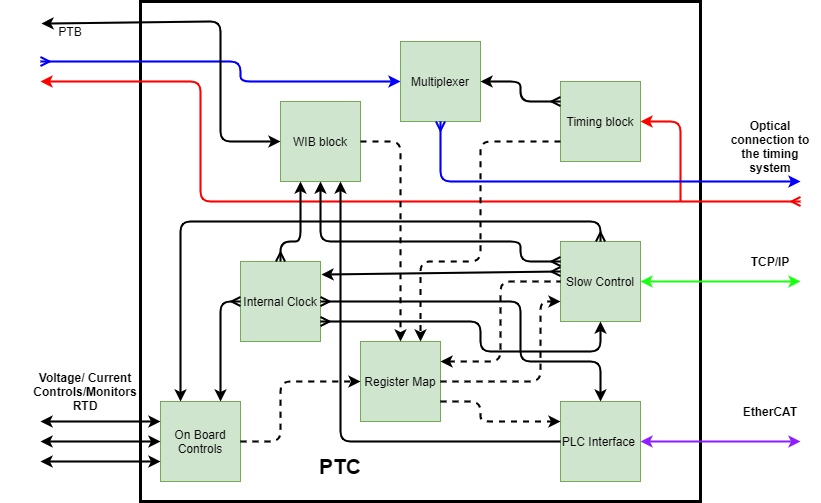 PTB
Multiplexer
Timing block
WIB block
Optical
connection to
the timing
system
TCP/IP
Slow Control
Internal Clock
Register Map
Voltage/ Current
Controls/Monitors
RTD
On Board
Controls
PLC Interface
EtherCAT
PTC